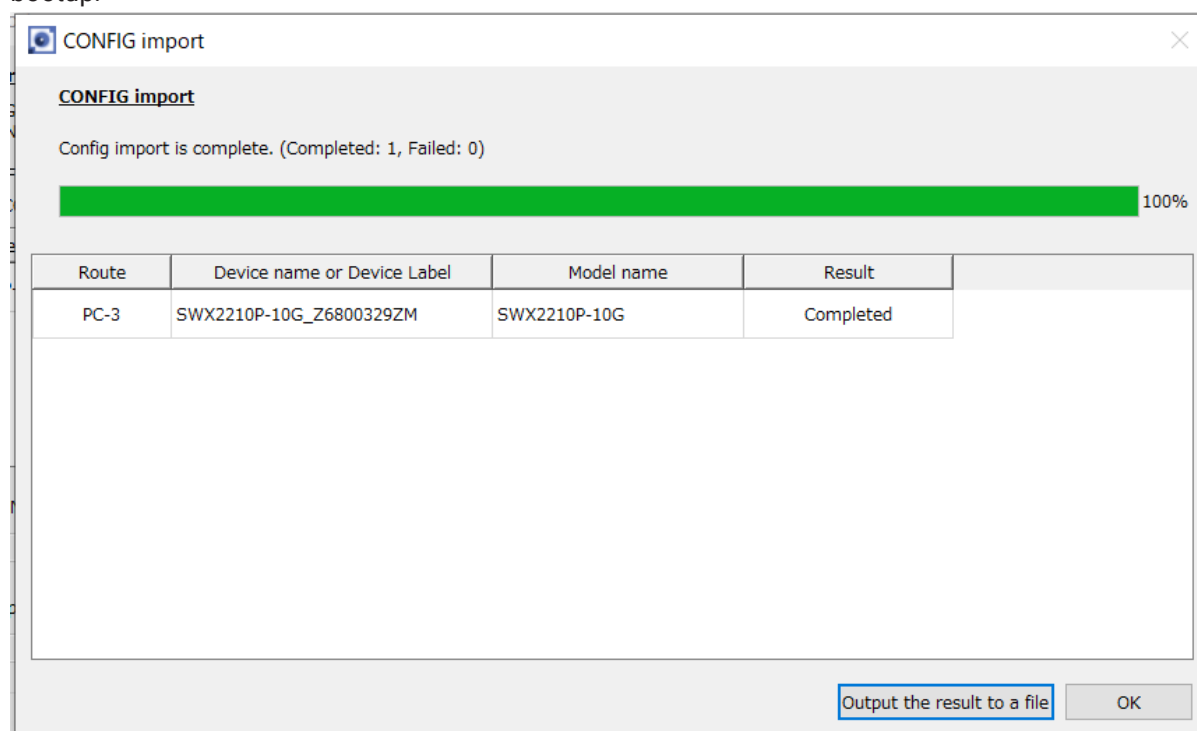 bootup.
CONFIG import
CONFIG import
Config import is complete. (Completed: 1, Failed: 0)
100%
Route Device name or Device Label Model name Result
PC-3 SWX2210P-10G_Z6800329ZM SWX2210P-10G Completed
Output the result to a file OK